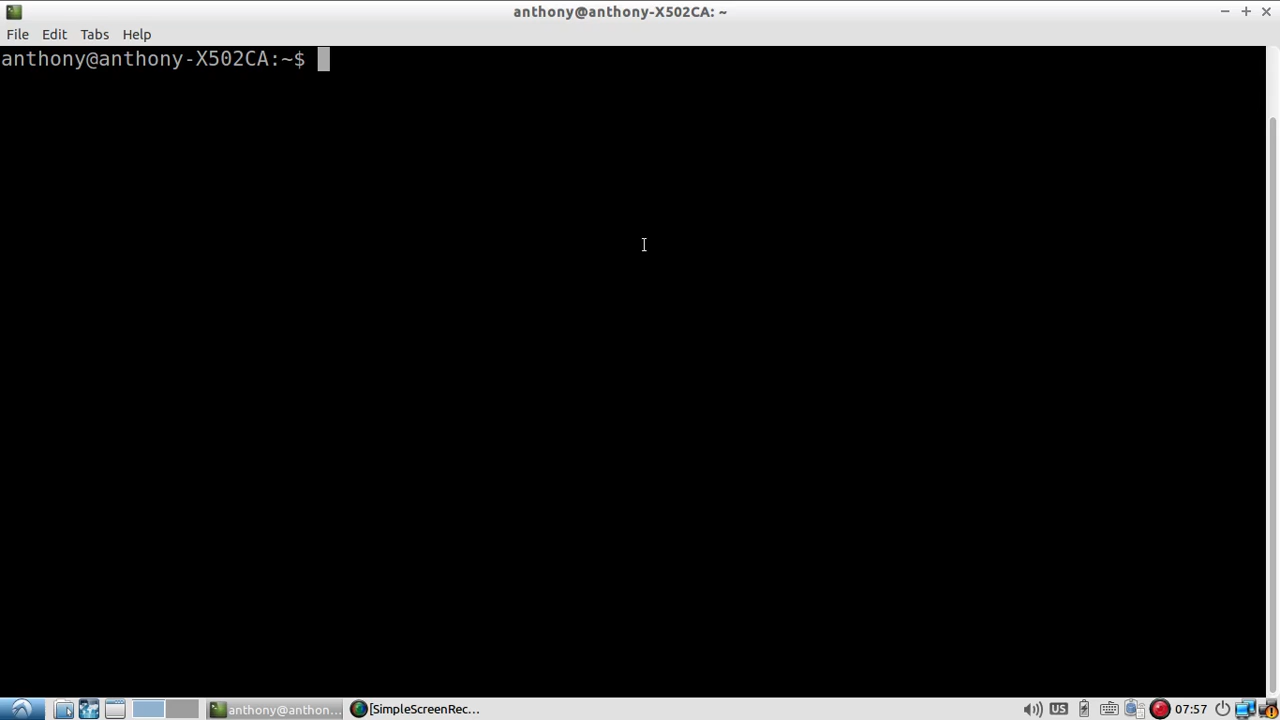 anthony@anthony-X502CA: ~
File Edit Tabs Help
anthony@anthony-X502CA:~$
anthony@anthon... [SimpleScreenRec... US 07:57